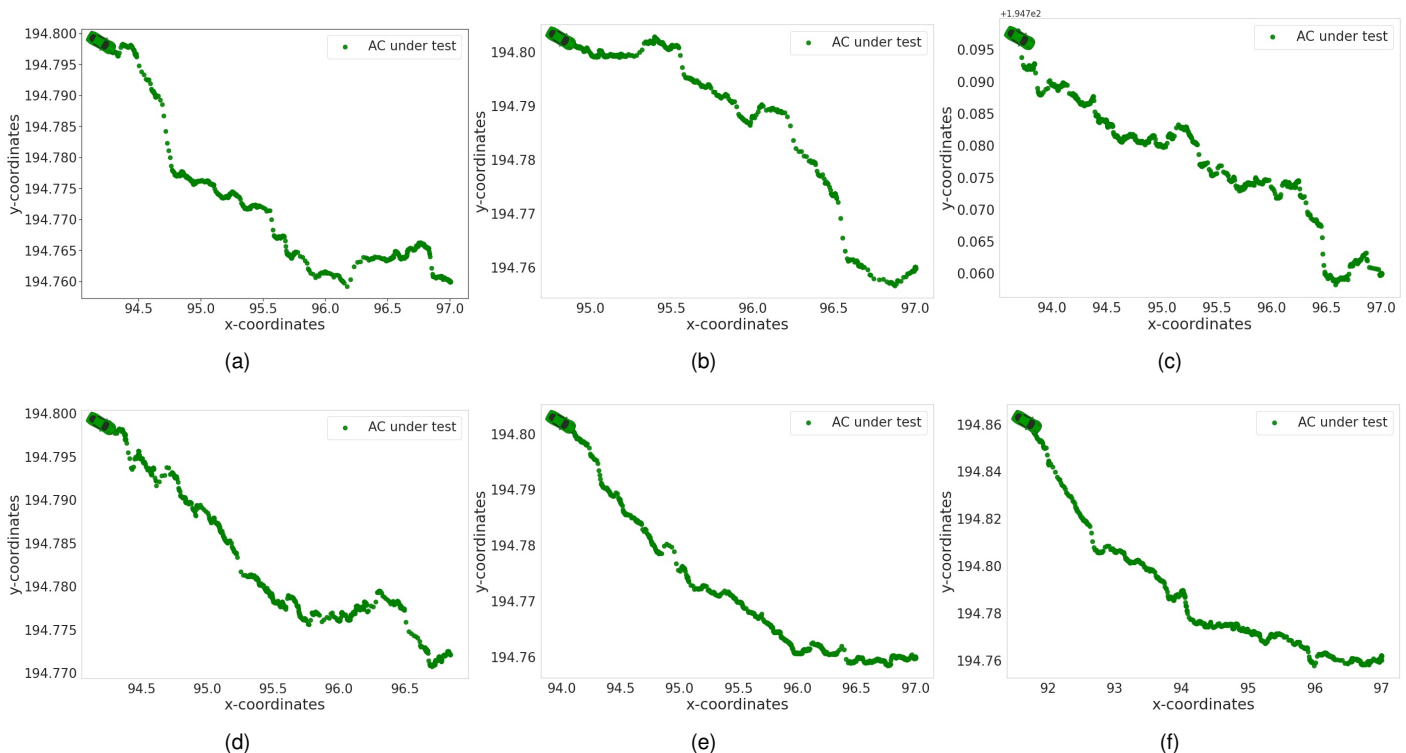 194.800
194.795
194.790
194.785
194.780
194.775
194.770
194.765
194.760
y-coordinates
AC under test
94.5 95.0 95.5 96.0 96.5 97.0
x-coordinates
(a)
194.80
194.79
194.78
194.77
194.76
y-coordinates
AC under test
95.0 95.5 96.0 96.5 97.0
x-coordinates
(b)
+1.947e2
0.095
0.090
0.085
0.080
0.075
0.070
0.065
0.060
y-coordinates
AC under test
94.0 94.5 95.0 95.5 96.0 96.5 97.0
x-coordinates
(c)
194.800
194.795
194.790
194.785
194.780
194.775
194.770
y-coordinates
AC under test
94.5 95.0 95.5 96.0 96.5
x-coordinates
(d)
194.80
194.79
194.78
194.77
194.76
y-coordinates
AC under test
94.0 94.5 95.0 95.5 96.0 96.5 97.0
x-coordinates
(e)
194.86
194.84
194.82
194.80
194.78
194.76
y-coordinates
AC under test
92 93 94 95 96 97
x-coordinates
(f)